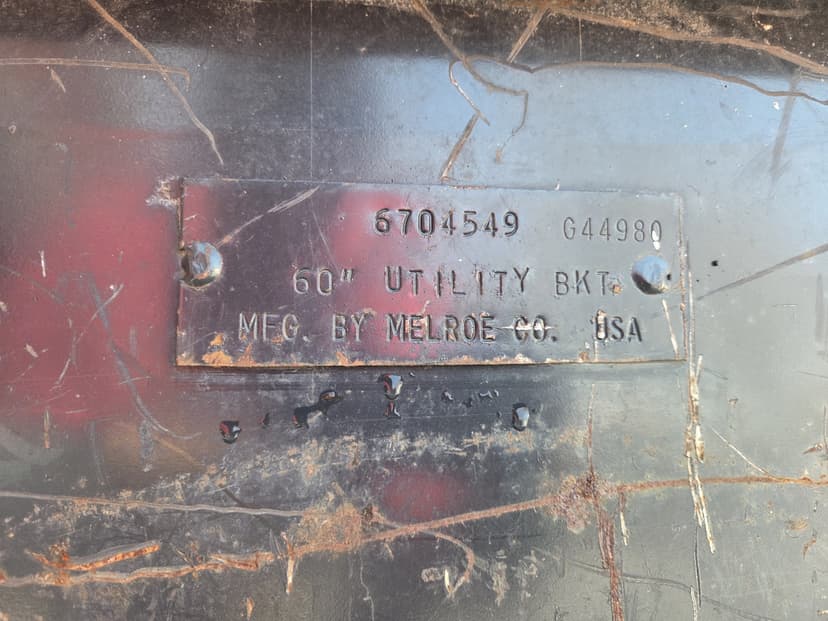 6704549 G44980
60" UTILITY BKT.
MFG. BY MELROE CO. USA